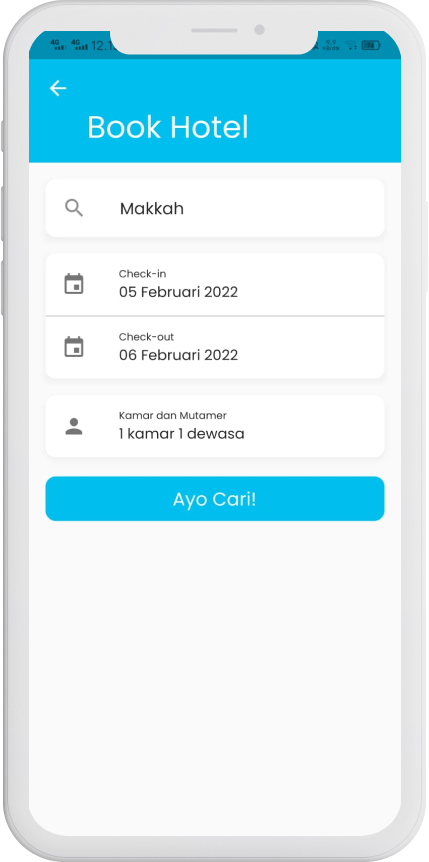 4G 4G 12.1
Book Hotel
Makkah
Check-in
05 Februari 2022
Check-out
06 Februari 2022
Kamar dan Mutamer
1 kamar 1 dewasa
Ayo Cari!